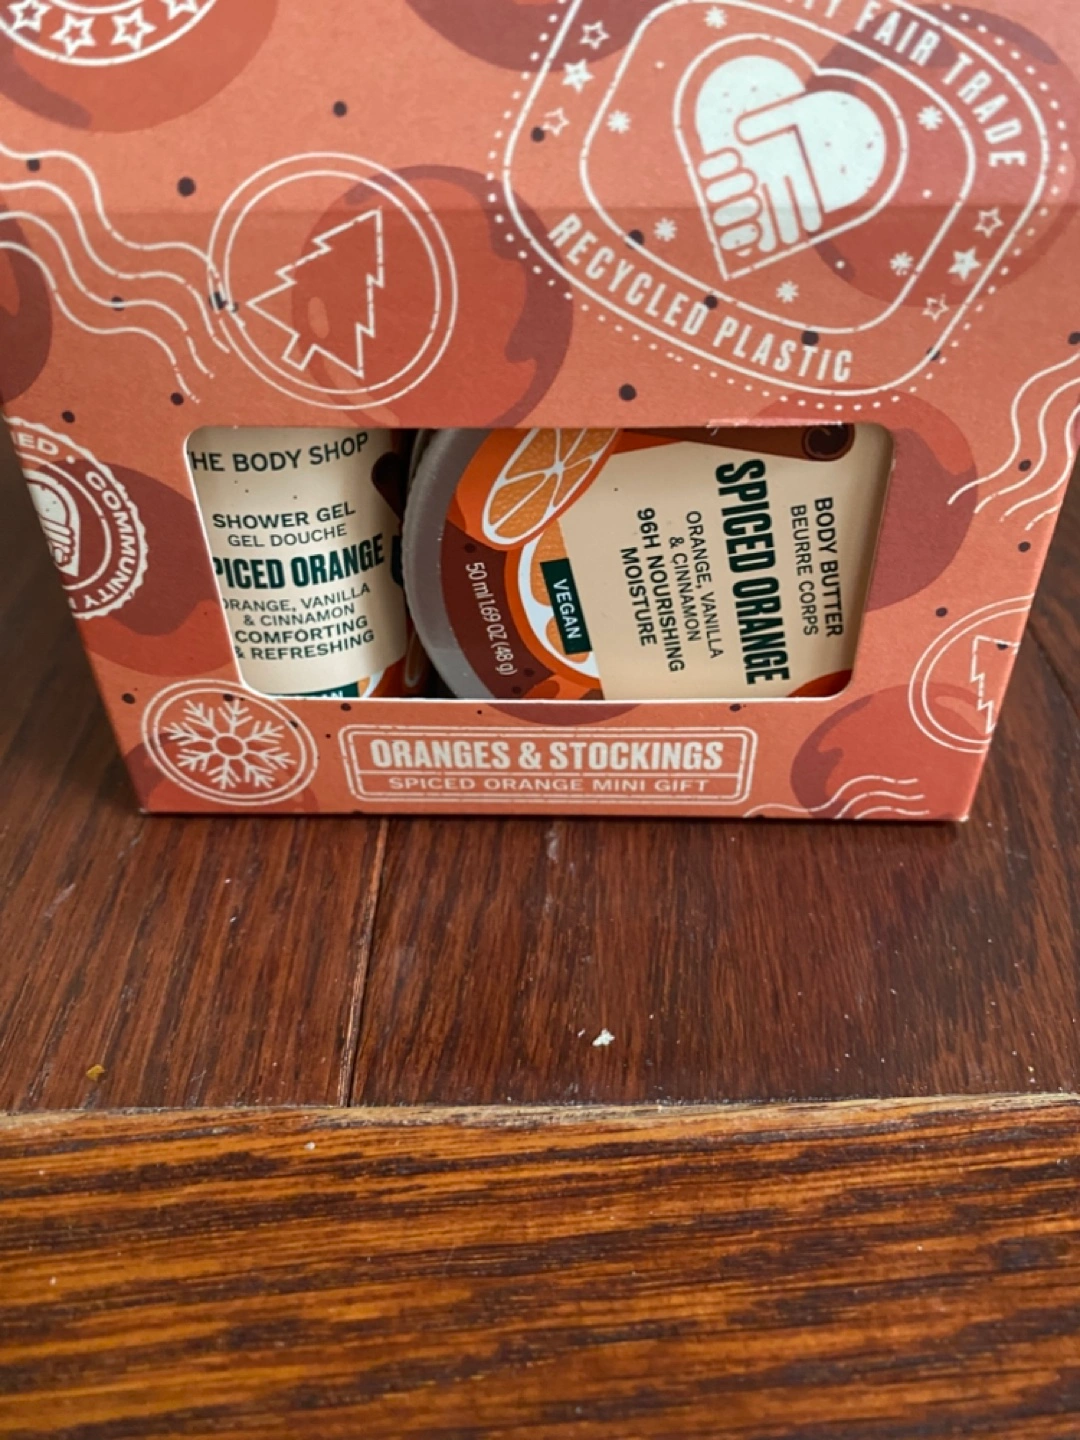 FAIR TRADE
RECYCLED PLASTIC
COMMUNITY
THE BODY SHOP
SHOWER GEL
GEL DOUCHE
SPICED ORANGE
ORANGE, VANILLA
& CINNAMON
COMFORTING
& REFRESHING
50 ml 1.69 OZ (48 g)
VEGAN
BODY BUTTER
BEURRE CORPS
SPICED ORANGE
ORANGE, VANILLA
& CINNAMON
96H NOURISHING
MOISTURE
ORANGES & STOCKINGS
SPICED ORANGE MINI GIFT